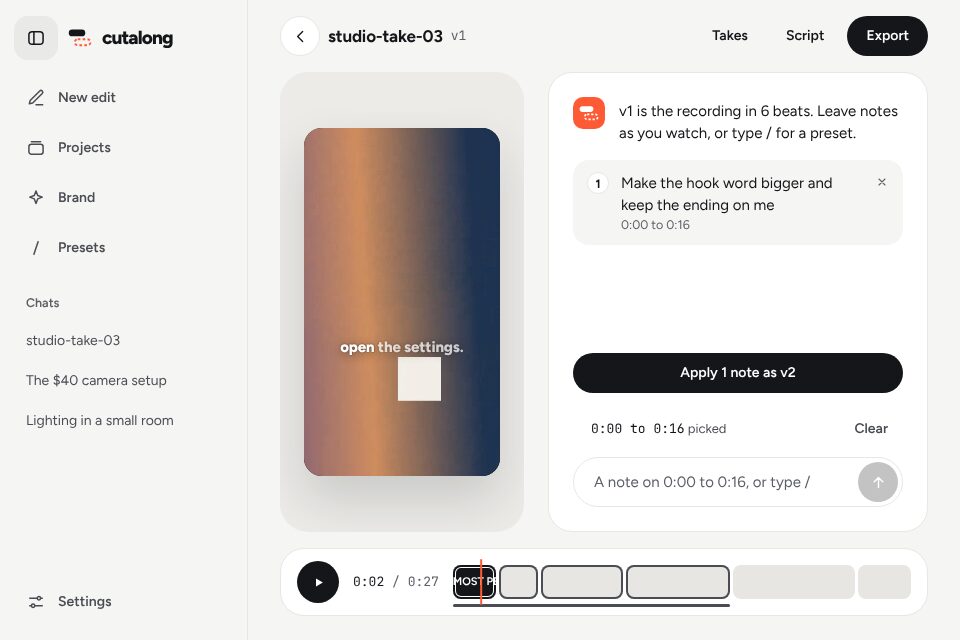 cutalong
New edit
Projects
Brand
/ Presets
Chats
studio-take-03
The $40 camera setup
Lighting in a small room
Settings
studio-take-03 v1
Takes
Script
Export
open the settings.
v1 is the recording in 6 beats. Leave notes
as you watch, or type / for a preset.
1
Make the hook word bigger and
keep the ending on me
0:00 to 0:16
Apply 1 note as v2
0:00 to 0:16 picked
Clear
A note on 0:00 to 0:16, or type /
0:02 / 0:27
MOST PE